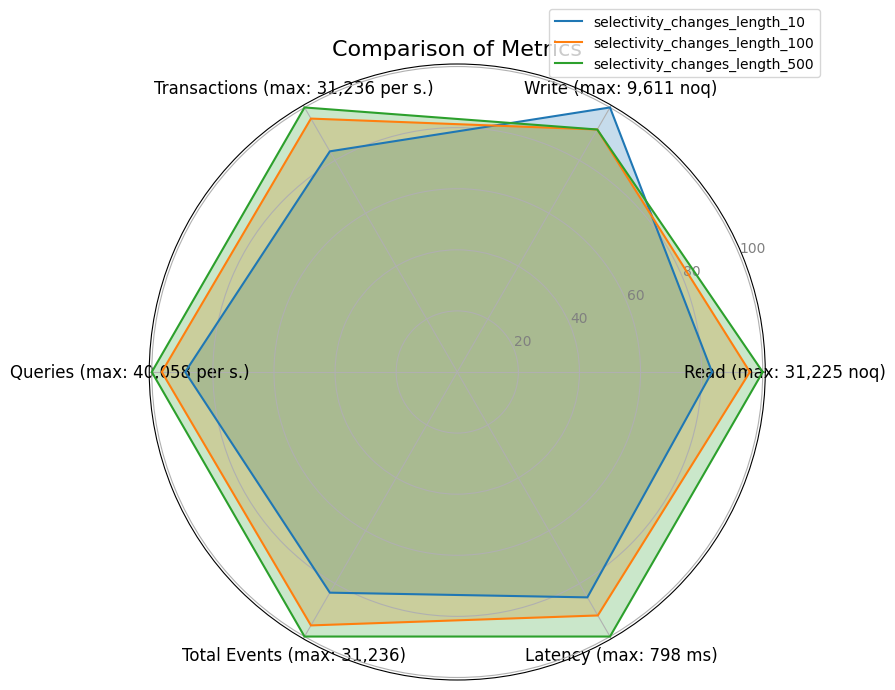 selectivity_changes_length_10
selectivity_changes_length_100
selectivity_changes_length_500
Comparison of Metrics
Transactions (max: 31,236 per s.)
Write (max: 9,611 noq)
100
80
60
40
20
Queries (max: 40,058 per s.)
Read (max: 31,225 noq)
Total Events (max: 31,236)
Latency (max: 798 ms)